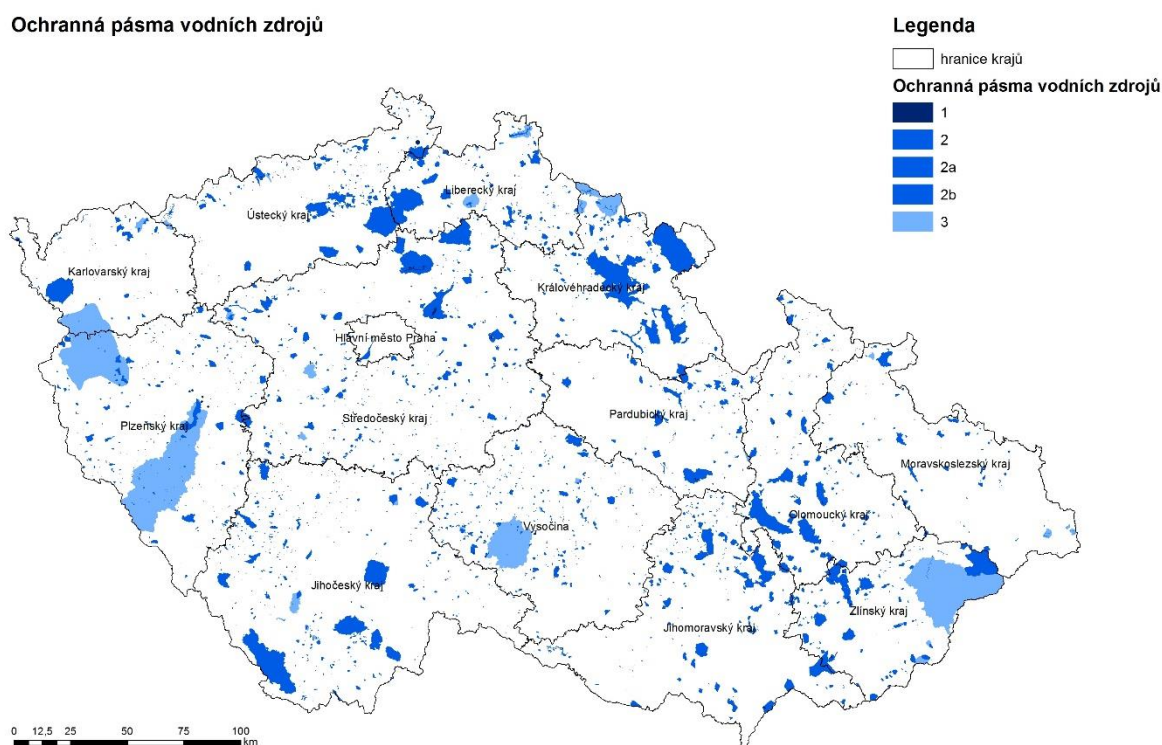 Ochranná pásma vodních zdrojů
Legenda
hranice krajů
Ochranná pásma vodních zdrojů
1
2
2a
2b
3
Liberecký kraj
Ústecký kraj
Karlovarský kraj
Královéhradecký kraj
Hlavní město Praha
Středočeský kraj
Pardubický kraj
Plzeňský kraj
Moravskoslezský kraj
Olomoucký kraj
Vysočina
Jihočeský kraj
Zlínský kraj
Jihomoravský kraj
0 12,5 25 50 75 100
km